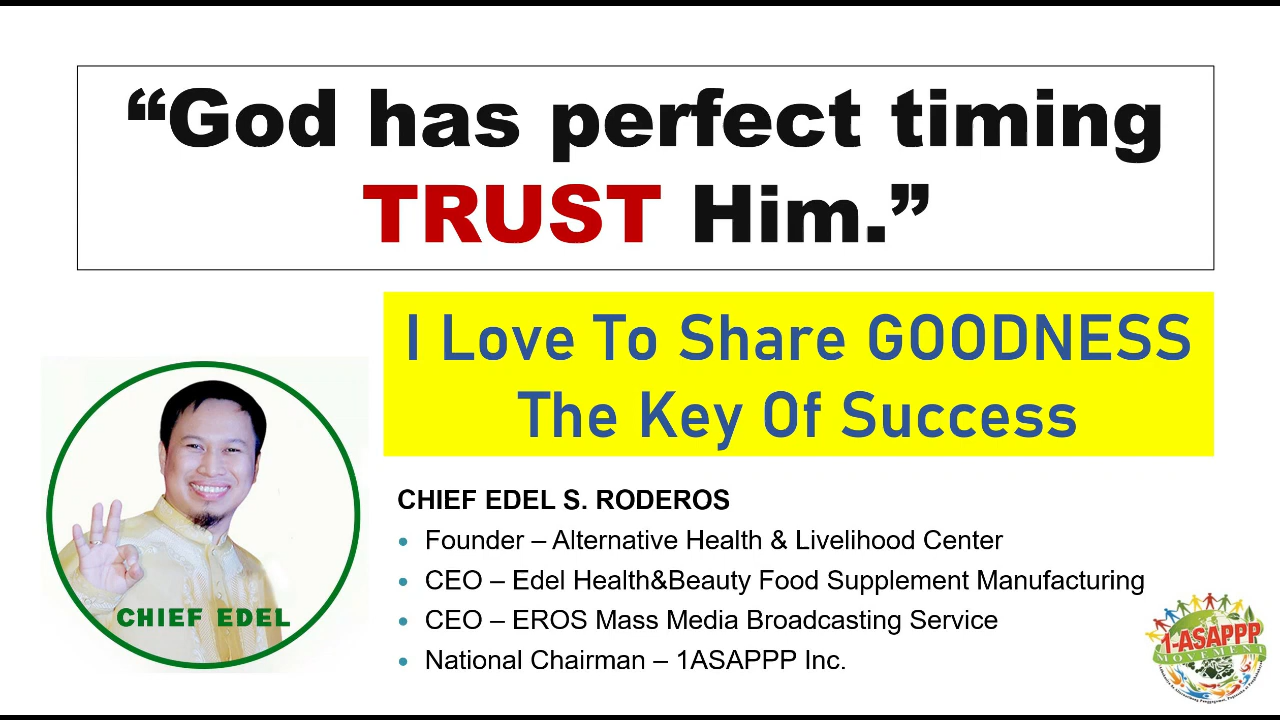 “God has perfect timing
TRUST Him.”
I Love To Share GOODNESS
The Key Of Success
CHIEF EDEL
CHIEF EDEL S. RODEROS
• Founder – Alternative Health & Livelihood Center
• CEO – Edel Health&Beauty Food Supplement Manufacturing
• CEO – EROS Mass Media Broadcasting Service
• National Chairman – 1ASAPPP Inc.
1-ASAPPP
MOVEMENT